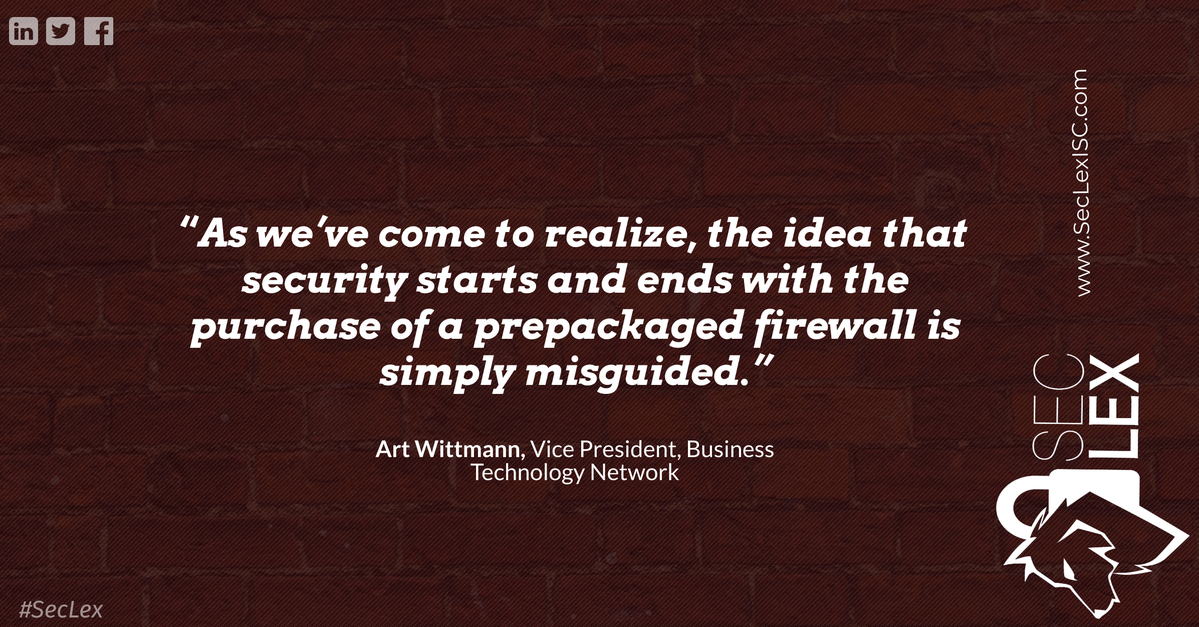 “As we’ve come to realize, the idea that
security starts and ends with the
purchase of a prepackaged firewall is
simply misguided.”
Art Wittmann, Vice President, Business
Technology Network
www.SecLexISC.com
SEC
LEX
#SecLex